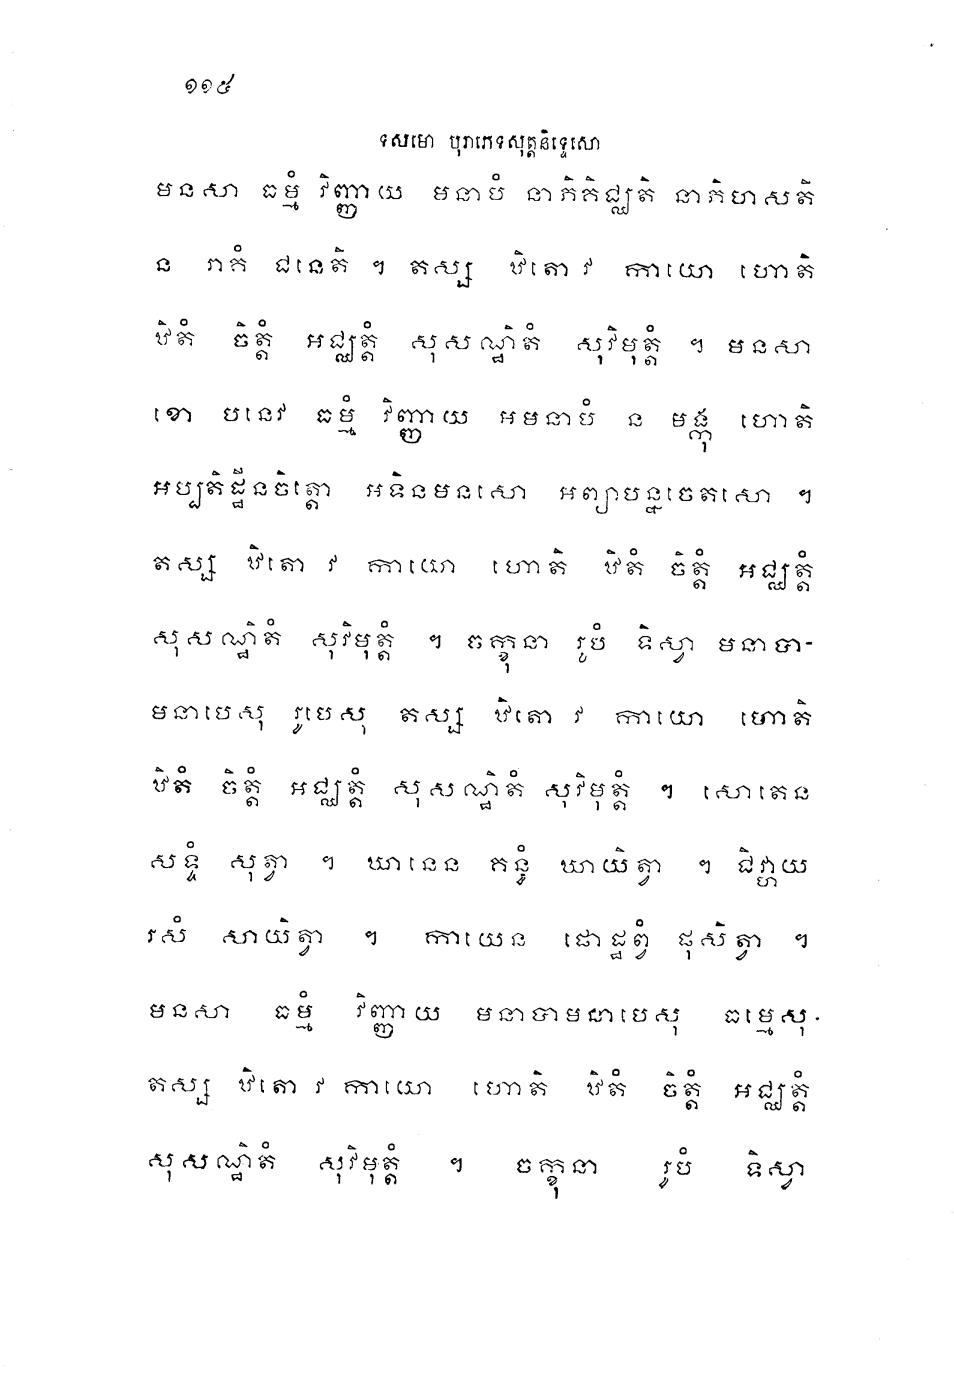 ១១៥
ទសមោ បុរាភេទសុត្តនិទ្ទេសោ
មនសា ធម្មំ វិញ្ញាយ មនាបំ នាភិគិជ្ឈតិ នាភិហសតិ
ន រាគំ ជនេតិ ។ តស្ស ឋិតោ វ កាយោ ហោតិ
ឋិតំ ចិត្តំ អជ្ឈត្តំ សុសណ្ឋិតំ សុវិមុត្តំ ។ មនសា
ខោ បនេវ ធម្មំ វិញ្ញាយ អមនាបំ ន មង្កុ ហោតិ
អប្បតិដ្ឋីនចិត្តោ អទិនមនសោ អព្យាបន្នចេតសោ ។
តស្ស ឋិតោ វ កាយោ ហោតិ ឋិតំ ចិត្តំ អជ្ឈត្តំ
សុសណ្ឋិតំ សុវិមុត្តំ ។ ចក្ខុនា រូបំ ទិស្វា មនាបា-
មនាបេសុ រូបេសុ តស្ស ឋិតោ វ កាយោ ហោតិ
ឋិតំ ចិត្តំ អជ្ឈត្តំ សុសណ្ឋិតំ សុវិមុត្តំ ។ សោតេន
សទ្ទំ សុត្វា ។ ឃានេន គន្ធំ ឃាយិត្វា ។ ជិវ្ហាយ
រសំ សាយិត្វា ។ កាយេន ផោដ្ឋព្វំ ផុសិត្វា ។
មនសា ធម្មំ វិញ្ញាយ មនាបាមនាបេសុ ធម្មេសុ
តស្ស ឋិតោ វ កាយោ ហោតិ ឋិតំ ចិត្តំ អជ្ឈត្តំ
សុសណ្ឋិតំ សុវិមុត្តំ ។ ចក្ខុនា រូបំ ទិស្វា